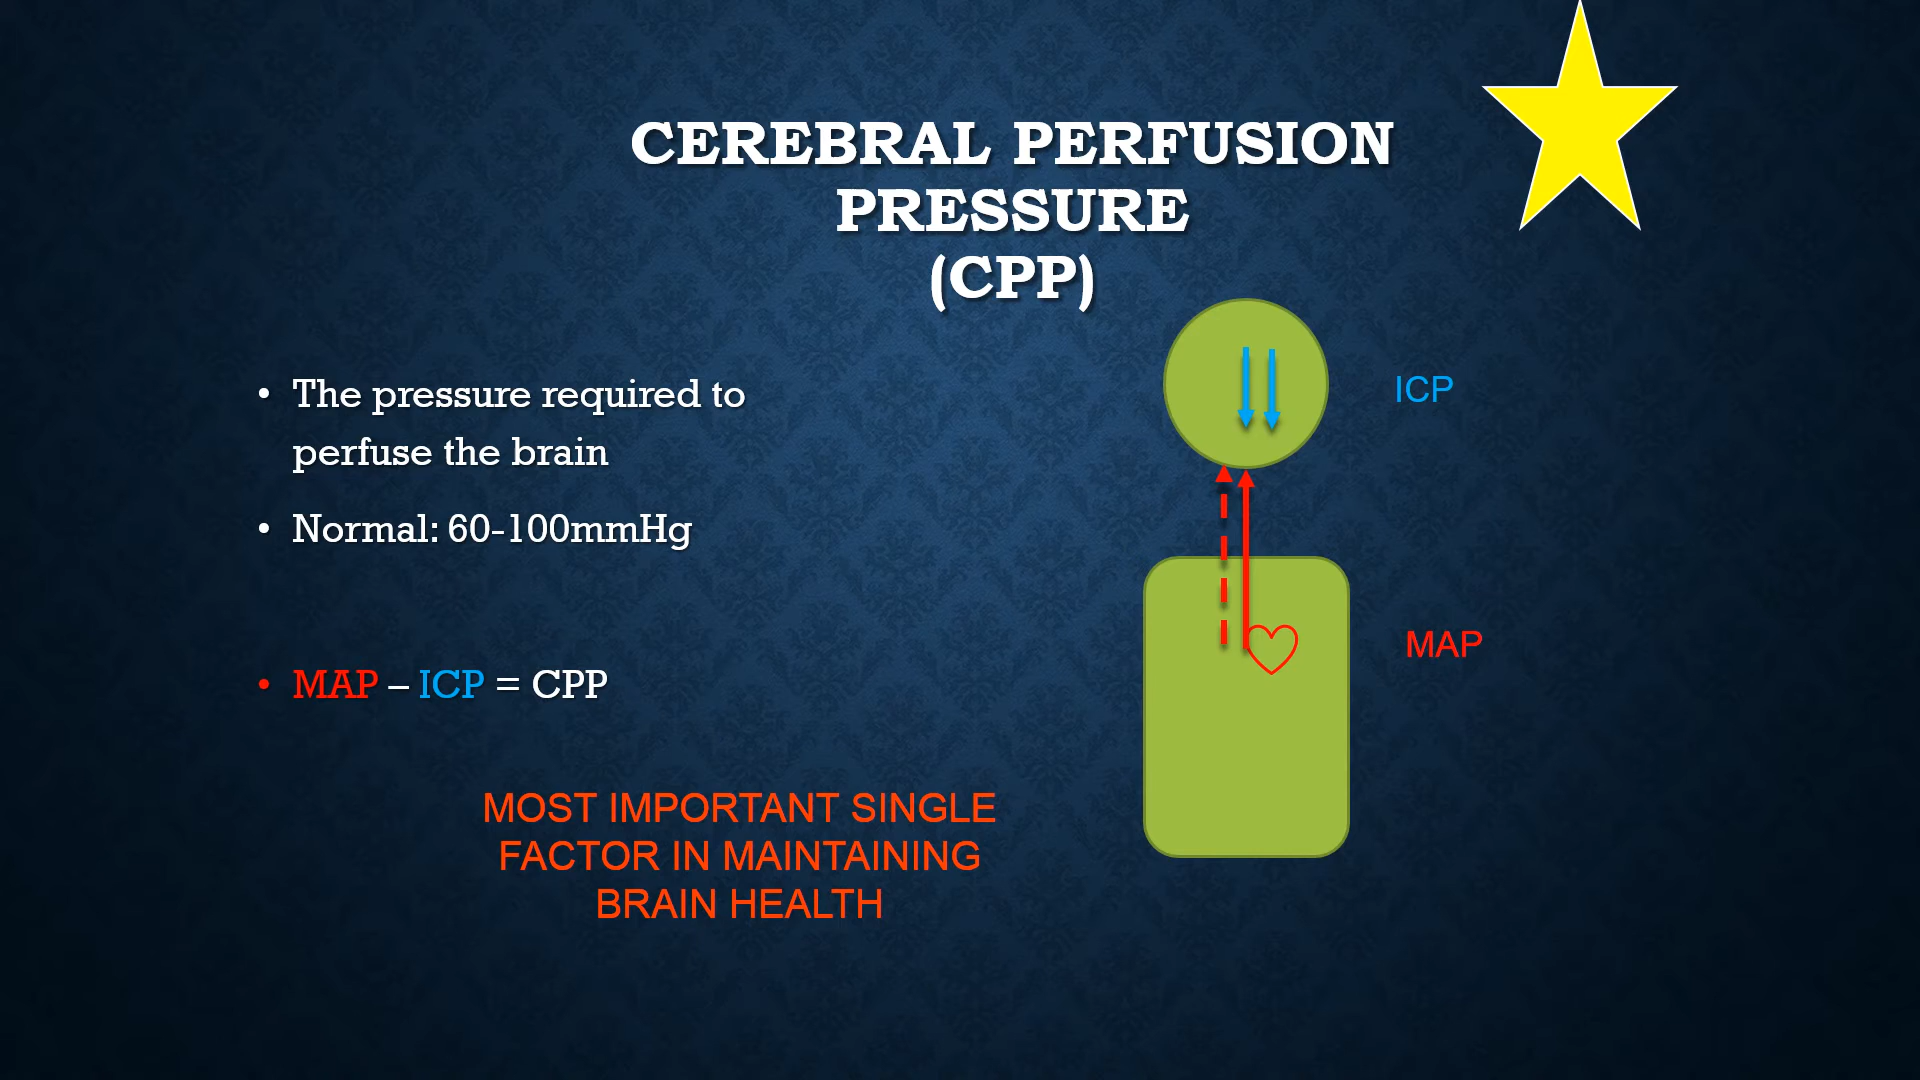 CEREBRAL PERFUSION
PRESSURE
(CPP)
• The pressure required to
perfuse the brain
• Normal: 60-100mmHg
• MAP – ICP = CPP
MOST IMPORTANT SINGLE
FACTOR IN MAINTAINING
BRAIN HEALTH
ICP
MAP